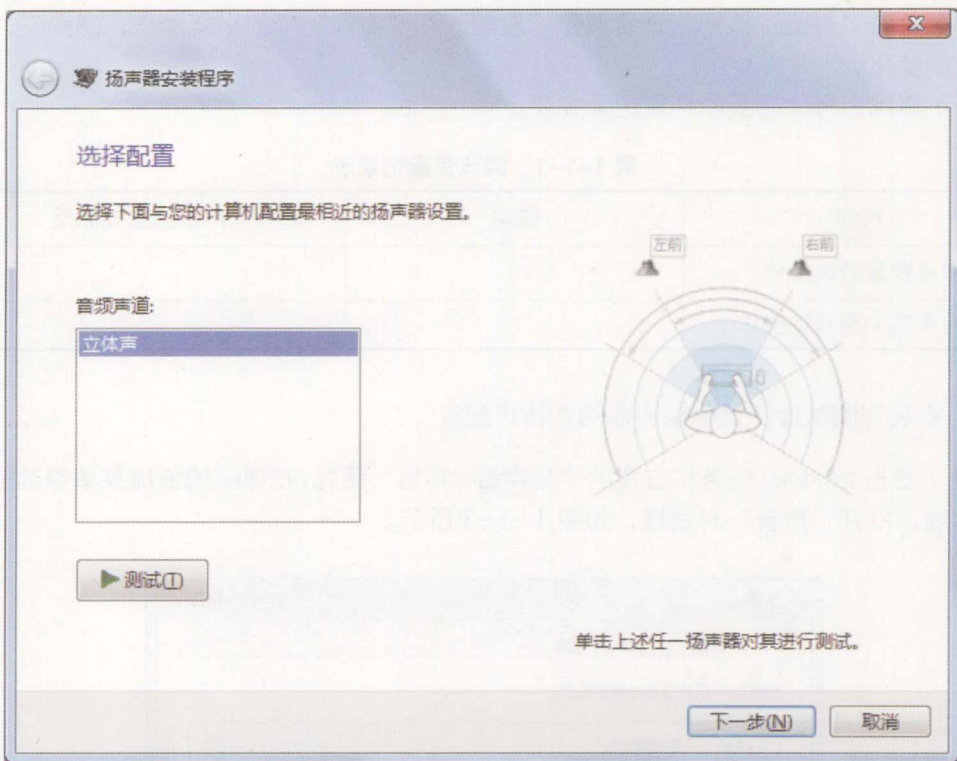 扬声器安装程序
选择配置
选择下面与您的计算机配置最相近的扬声器设置。
左前
右前
音频声道:
立体声
测试(T)
单击上述任一扬声器对其进行测试。
下一步(N)
取消